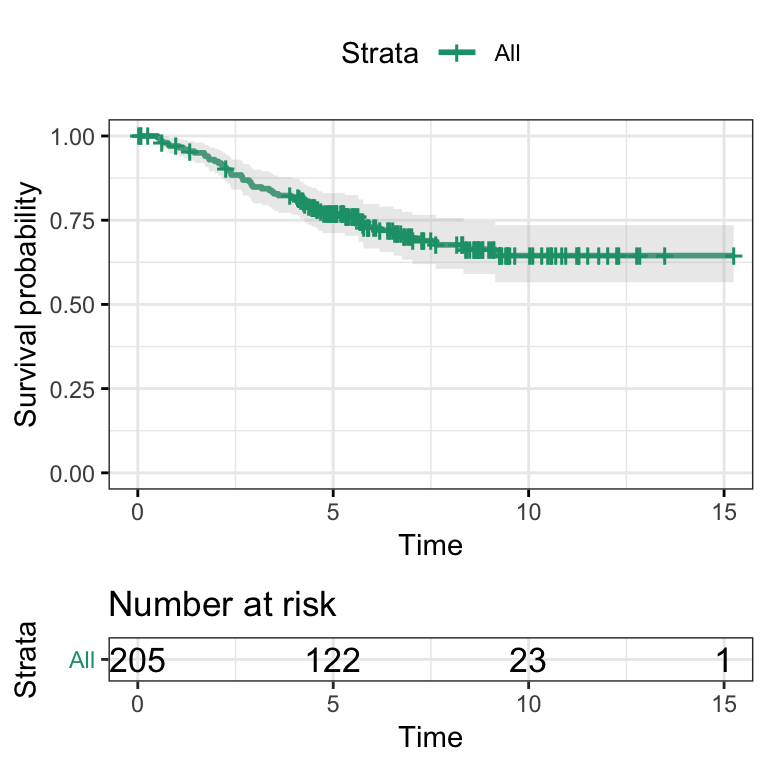 Strata All
1.00
0.75
0.50
0.25
0.00
Survival probability
0 5 10 15
Time
Number at risk
Strata
All 205 122 23 1
0 5 10 15
Time